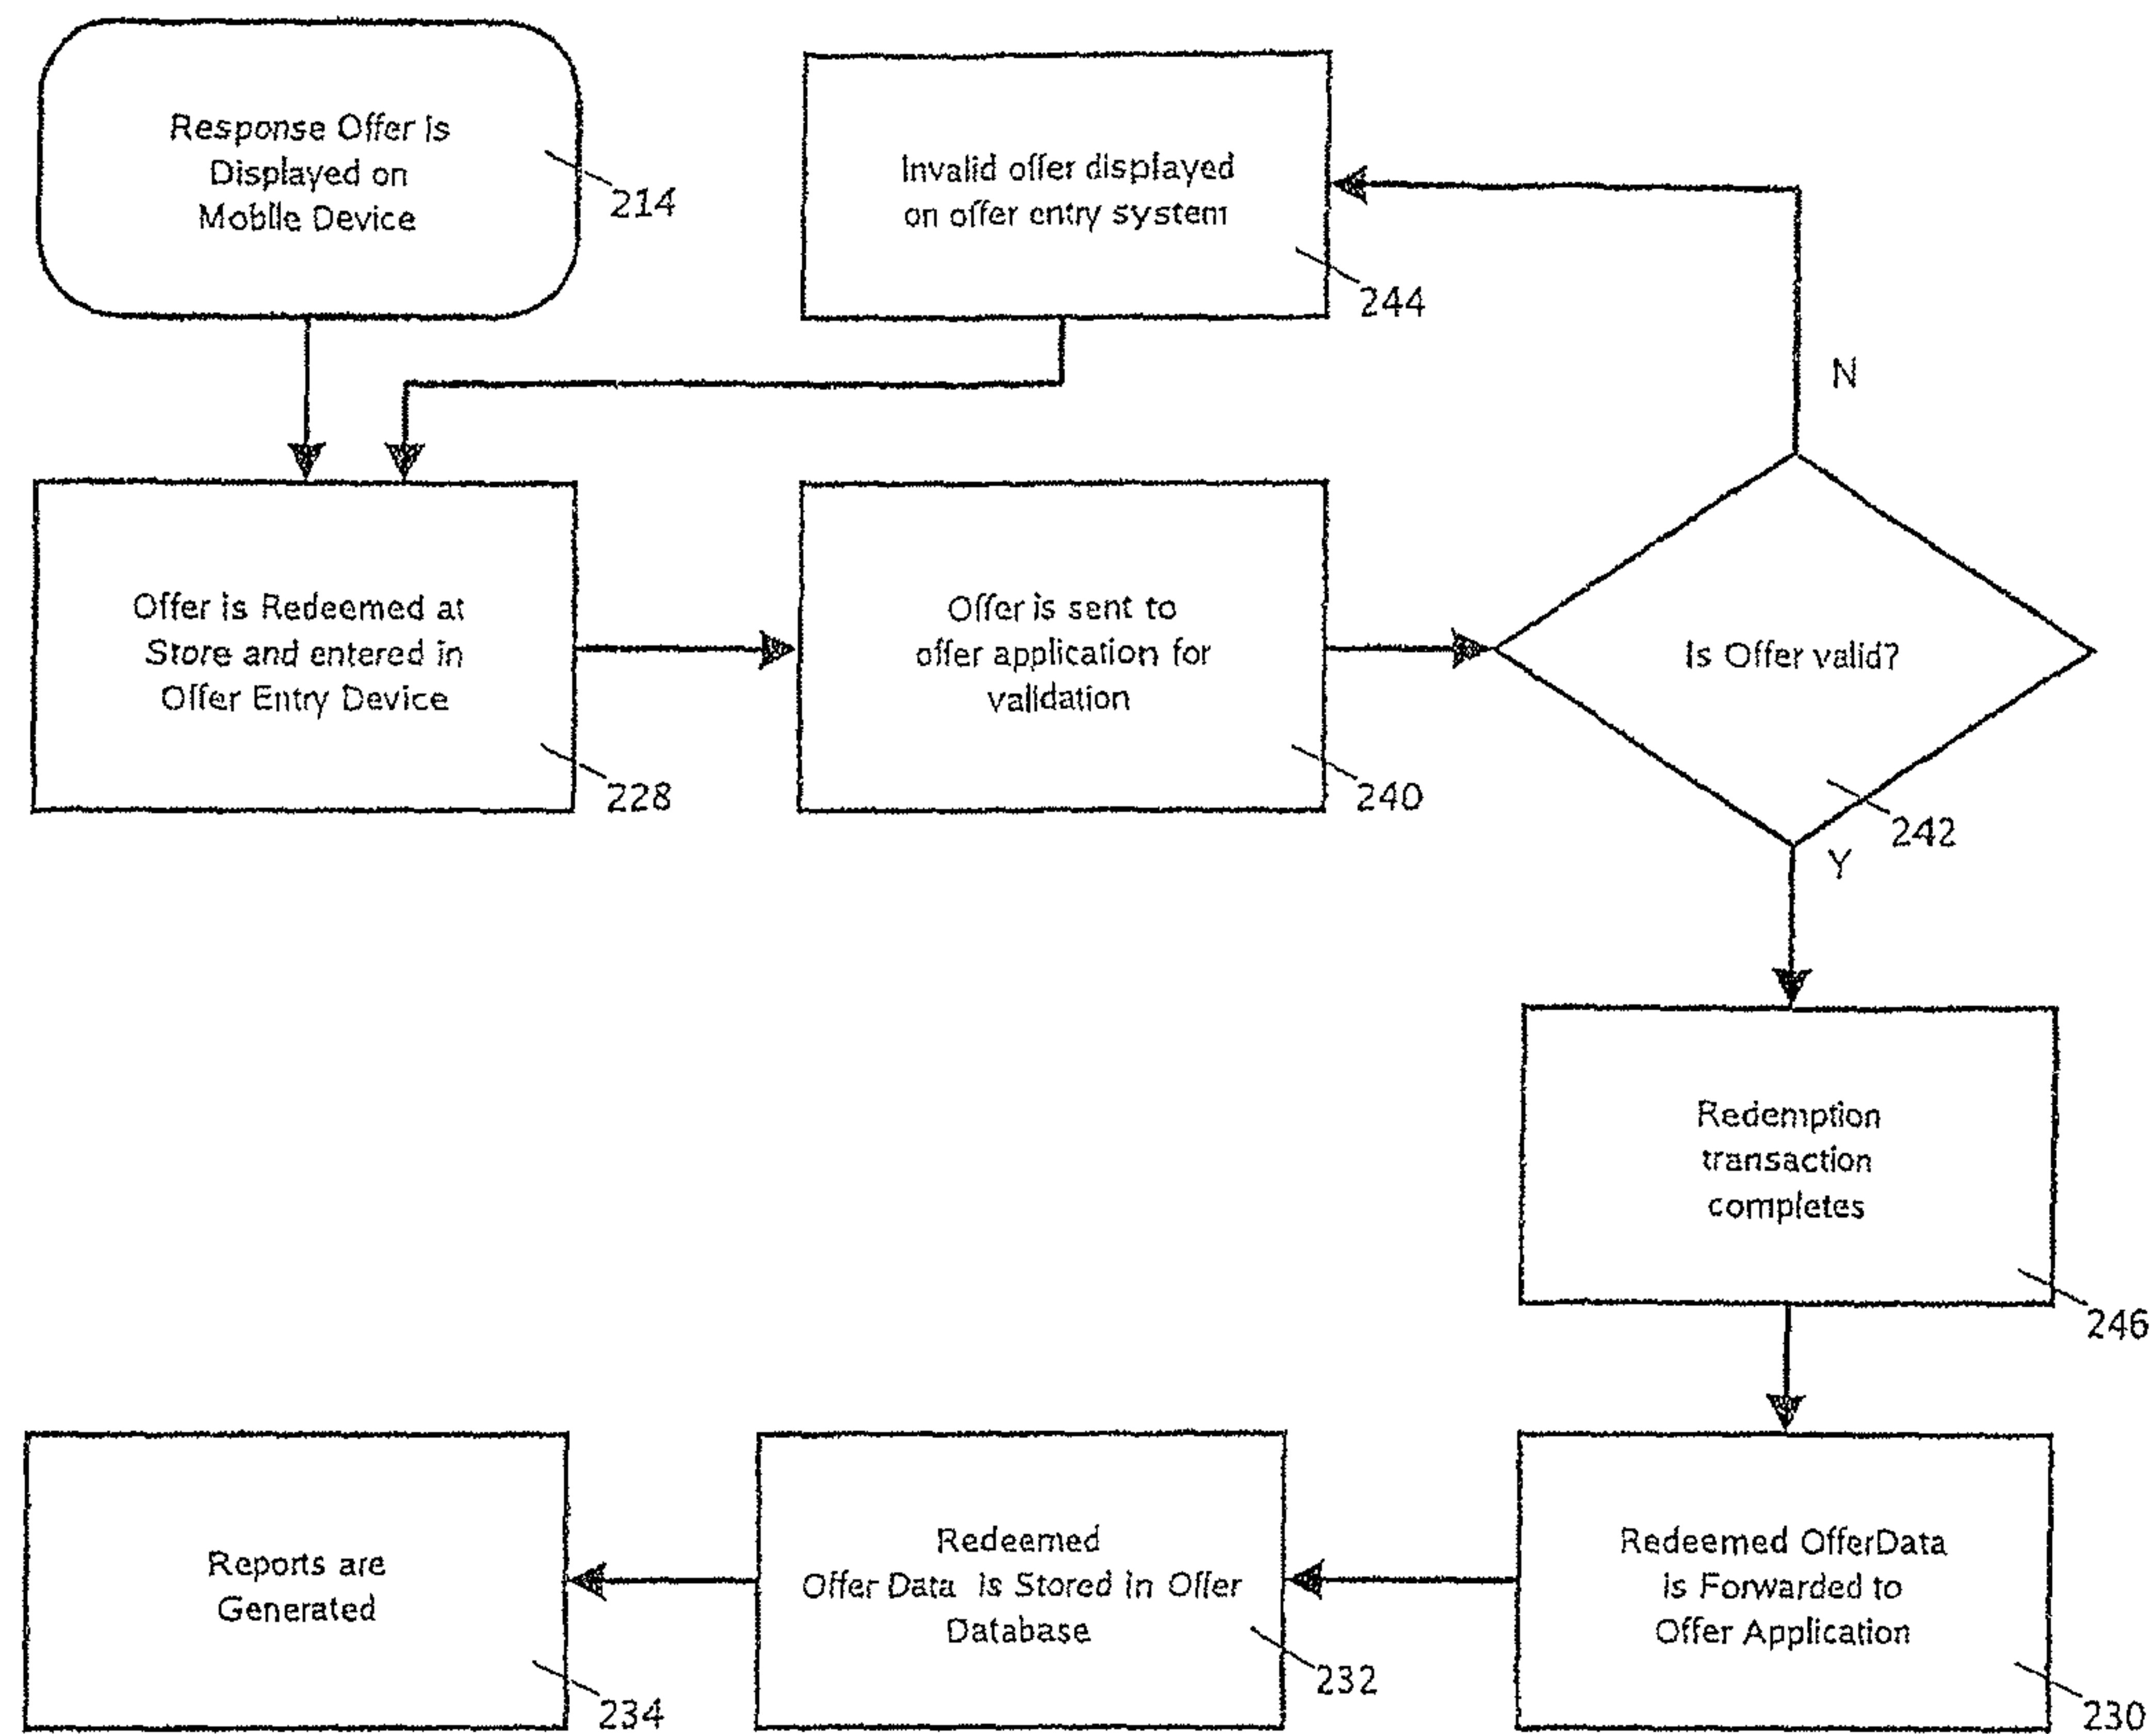 Response Offer is
Displayed on
Mobile Device
214
Invalid offer displayed
on offer entry system
244
N
Offer is Redeemed at
Store and entered in
Offer Entry Device
228
Offer is sent to
offer application for
validation
240
Is Offer valid?
242
Y
Redemption
transaction
completes
246
Reports are
Generated
234
Redeemed
Offer Data is Stored in Offer
Database
232
Redeemed OfferData
is Forwarded to
Offer Application
230